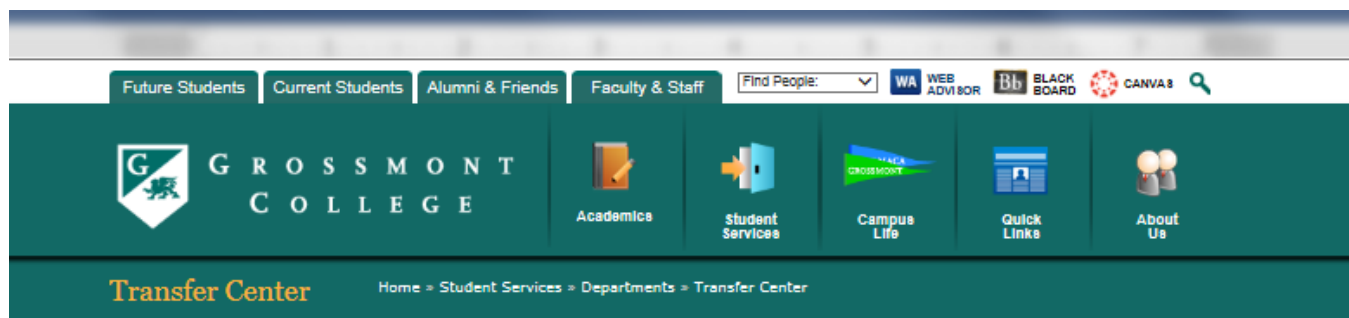 Future Students Current Students Alumni & Friends Faculty & Staff Find People: WA WEB ADVISOR Bb BLACK BOARD CANVAS
G GROSSMONT
COLLEGE
Academics
Student
Services
GROSSMONT
Campus
Life
Quick
Links
About
Us
Transfer Center Home » Student Services » Departments » Transfer Center